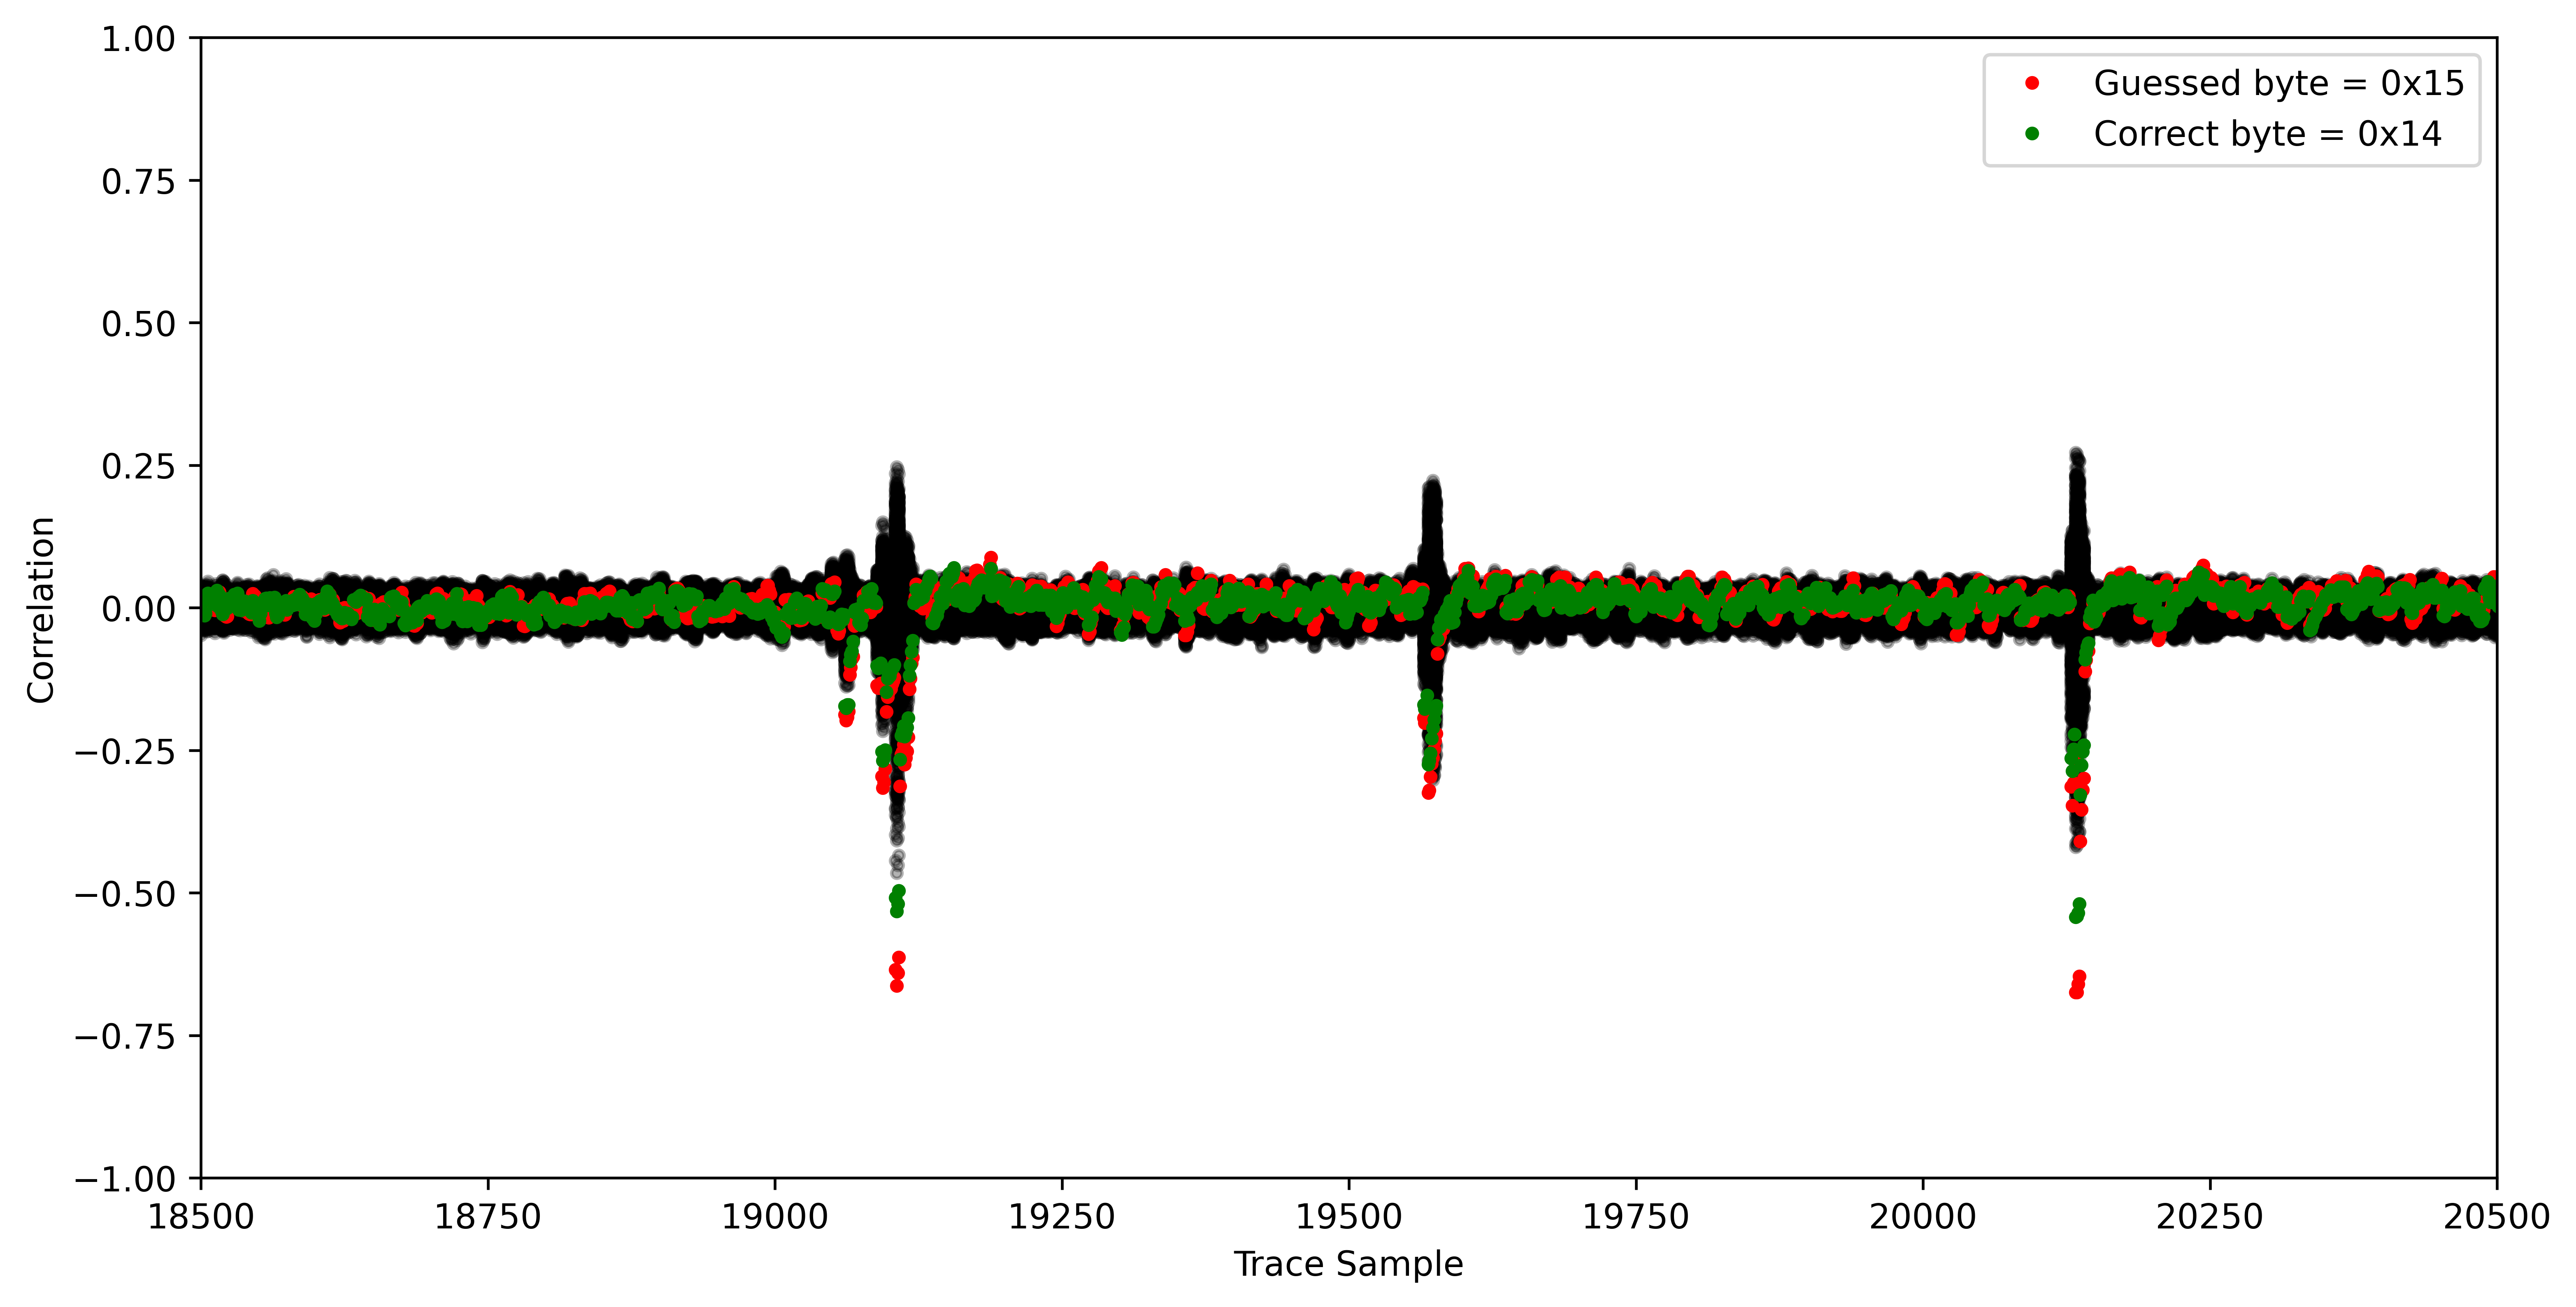 1.00
0.75
0.50
0.25
0.00
−0.25
−0.50
−0.75
−1.00
Correlation
Guessed byte = 0x15
Correct byte = 0x14
18500 18750 19000 19250 19500 19750 20000 20250 20500
Trace Sample